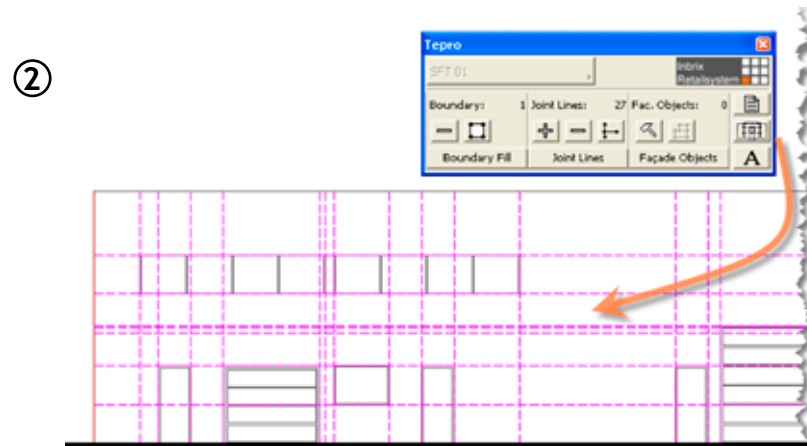 ②
Tepro
SFT 01
Inbrix
Retailsystem
Boundary: 1 Joint Lines: 27 Fac. Objects: 0
Boundary Fill Joint Lines Façade Objects A